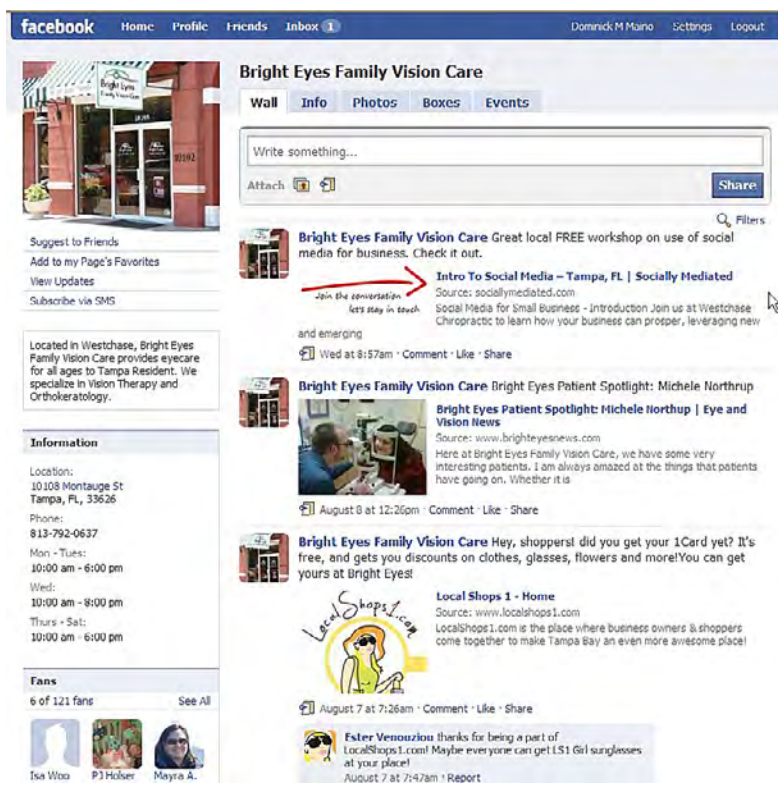 facebook Home Profile Friends Inbox 1 Dominick M Maino Settings Logout
Bright Eyes
Family Vision Care
10102
Suggest to Friends
Add to my Page's Favorites
View Updates
Subscribe via SMS
Located in Westchase, Bright Eyes
Family Vision Care provides eyecare
for all ages to Tampa Resident. We
specialize in Vision Therapy and
Orthokeratology.
Information
Location:
10108 Montauge St
Tampa, FL, 33626
Phone:
813-792-0637
Mon - Tues:
10:00 am - 6:00 pm
Wed:
10:00 am - 8:00 pm
Thurs - Sat:
10:00 am - 6:00 pm
Fans
6 of 121 fans See All
Isa Woo PJ Holser Mayra A.
Bright Eyes Family Vision Care
Wall Info Photos Boxes Events
Write something...
Attach Share
Filters
Bright Eyes Family Vision Care Great local FREE workshop on use of social
media for business. Check it out.
Join the conversation
let's stay in touch
Intro To Social Media – Tampa, FL | Socially Mediated
Source: sociallymediated.com
Social Media for Small Business - Introduction Join us at Westchase
Chiropractic to learn how your business can prosper, leveraging new
and emerging
Wed at 8:57am · Comment · Like · Share
Bright Eyes Family Vision Care Bright Eyes Patient Spotlight: Michele Northrup
Bright Eyes Patient Spotlight: Michele Northup | Eye and
Vision News
Source: www.brighteyesnews.com
Here at Bright Eyes Family Vision Care, we have some very
interesting patients. I am always amazed at the things that patients
have going on. Whether it is
August 8 at 12:26pm · Comment · Like · Share
Bright Eyes Family Vision Care Hey, shoppers! did you get your 1Card yet? It's
free, and gets you discounts on clothes, glasses, flowers and more!You can get
yours at Bright Eyes!
LocalShops1.com
Local Shops 1 - Home
Source: www.localshops1.com
LocalShops1.com is the place where business owners & shoppers
come together to make Tampa Bay an even more awesome place!
August 7 at 7:26am · Comment · Like · Share
Ester Venouziou thanks for being a part of
LocalShops1.com! Maybe everyone can get LS1 Girl sunglasses
at your place!
August 7 at 7:47am · Report